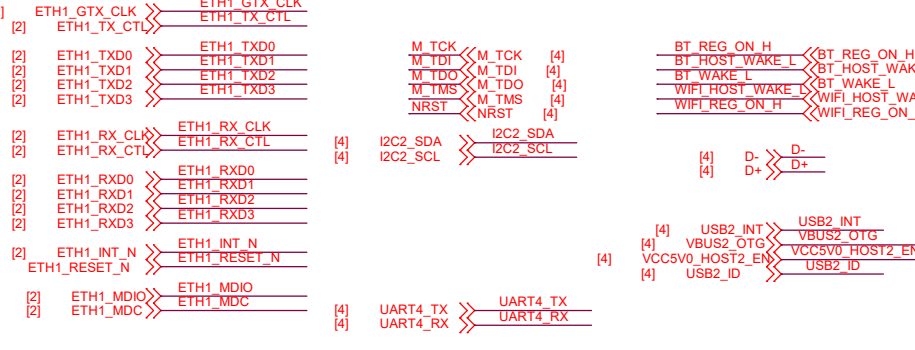 ] ETH1_GTX_CLK ETH1_GTX_CLK
[2] ETH1_TX_CTL ETH1_TX_CTL
[2] ETH1_TXD0 ETH1_TXD0
[2] ETH1_TXD1 ETH1_TXD1
[2] ETH1_TXD2 ETH1_TXD2
[2] ETH1_TXD3 ETH1_TXD3
[2] ETH1_RX_CLK ETH1_RX_CLK
[2] ETH1_RX_CTL ETH1_RX_CTL
[2] ETH1_RXD0 ETH1_RXD0
[2] ETH1_RXD1 ETH1_RXD1
[2] ETH1_RXD2 ETH1_RXD2
[2] ETH1_RXD3 ETH1_RXD3
[2] ETH1_INT_N ETH1_INT_N
ETH1_RESET_N ETH1_RESET_N
[2] ETH1_MDIO ETH1_MDIO
[2] ETH1_MDC ETH1_MDC
M_TCK M_TCK [4]
M_TDI M_TDI [4]
M_TDO M_TDO [4]
M_TMS M_TMS [4]
NRST NRST [4]
[4] I2C2_SDA I2C2_SDA
[4] I2C2_SCL I2C2_SCL
[4] UART4_TX UART4_TX
[4] UART4_RX UART4_RX
BT_REG_ON_H BT_REG_ON_H
BT_HOST_WAKE_L BT_HOST_WAK
BT_WAKE_L BT_WAKE_L
WIFI_HOST_WAKE_L WIFI_HOST_WA
WIFI_REG_ON_H WIFI_REG_ON_
[4] D- D-
[4] D+ D+
[4] USB2_INT USB2_INT
[4] VBUS2_OTG VBUS2_OTG
[4] VCC5V0_HOST2_EN VCC5V0_HOST2_EN
[4] USB2_ID USB2_ID